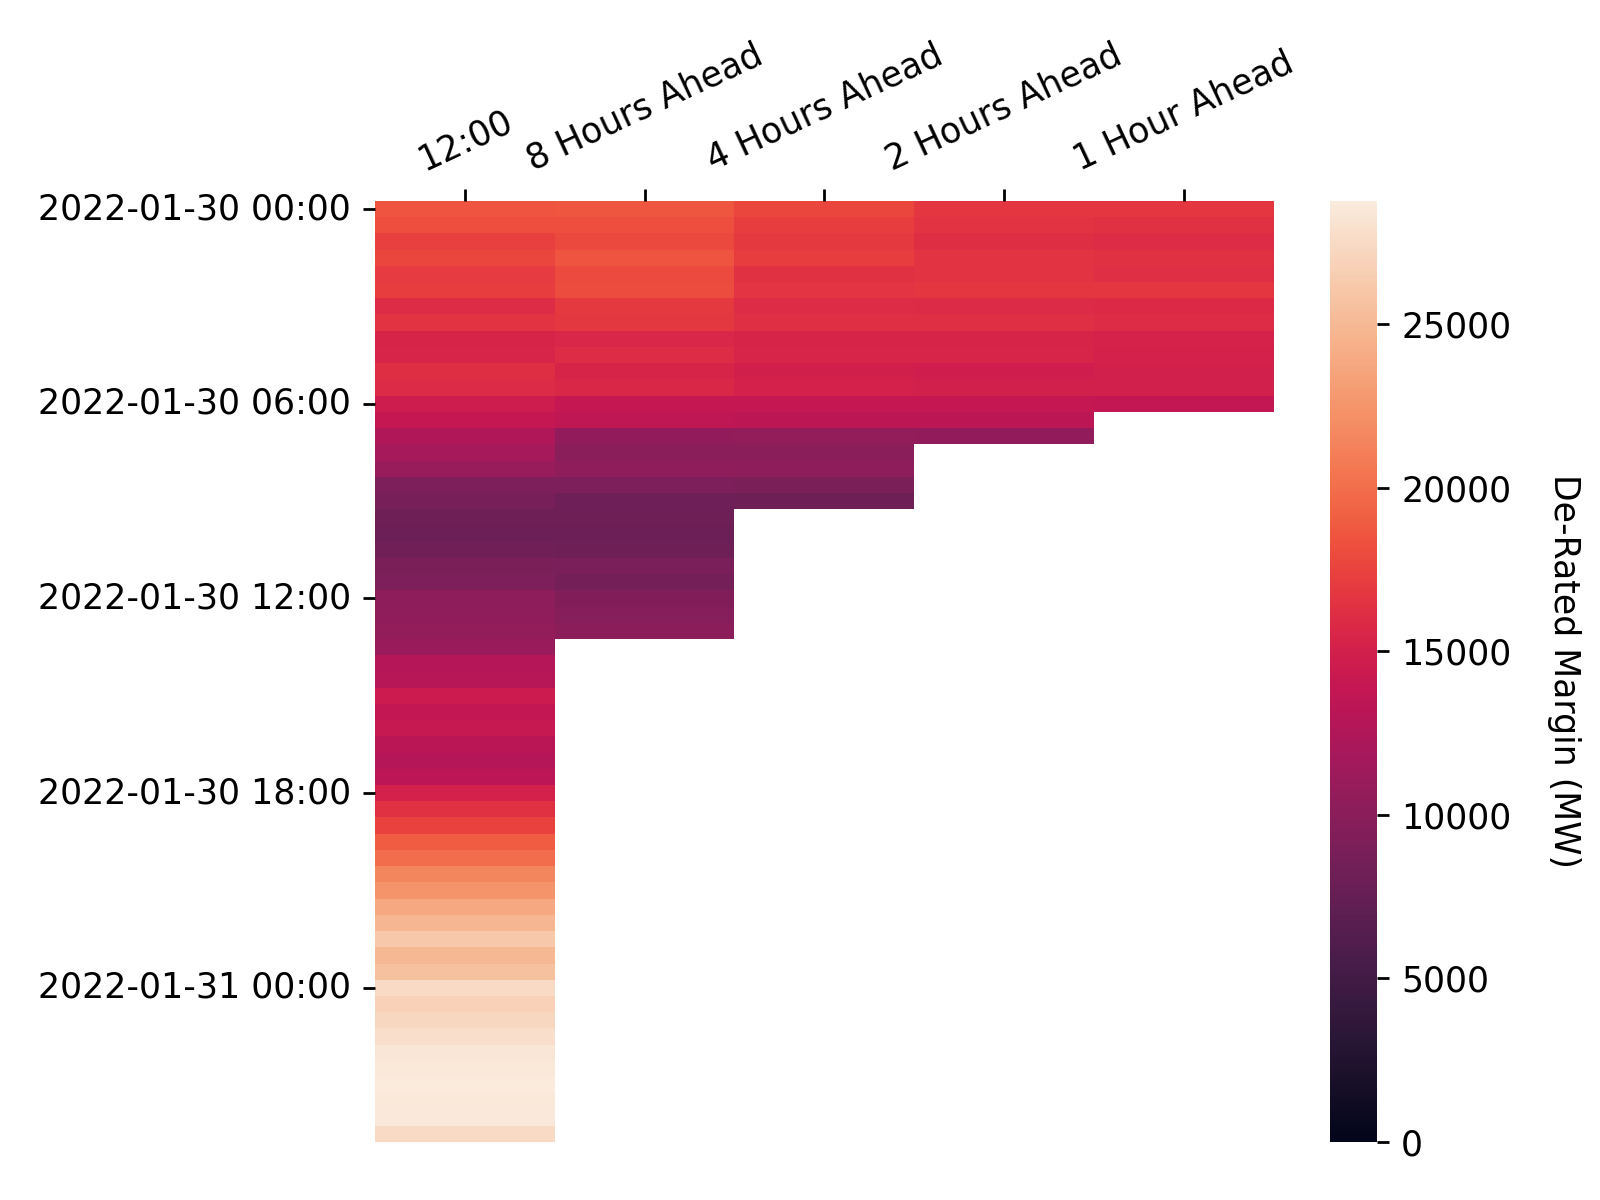 12:00
8 Hours Ahead
4 Hours Ahead
2 Hours Ahead
1 Hour Ahead
2022-01-30 00:00
2022-01-30 06:00
2022-01-30 12:00
2022-01-30 18:00
2022-01-31 00:00
25000
20000
15000
10000
5000
0
De-Rated Margin (MW)